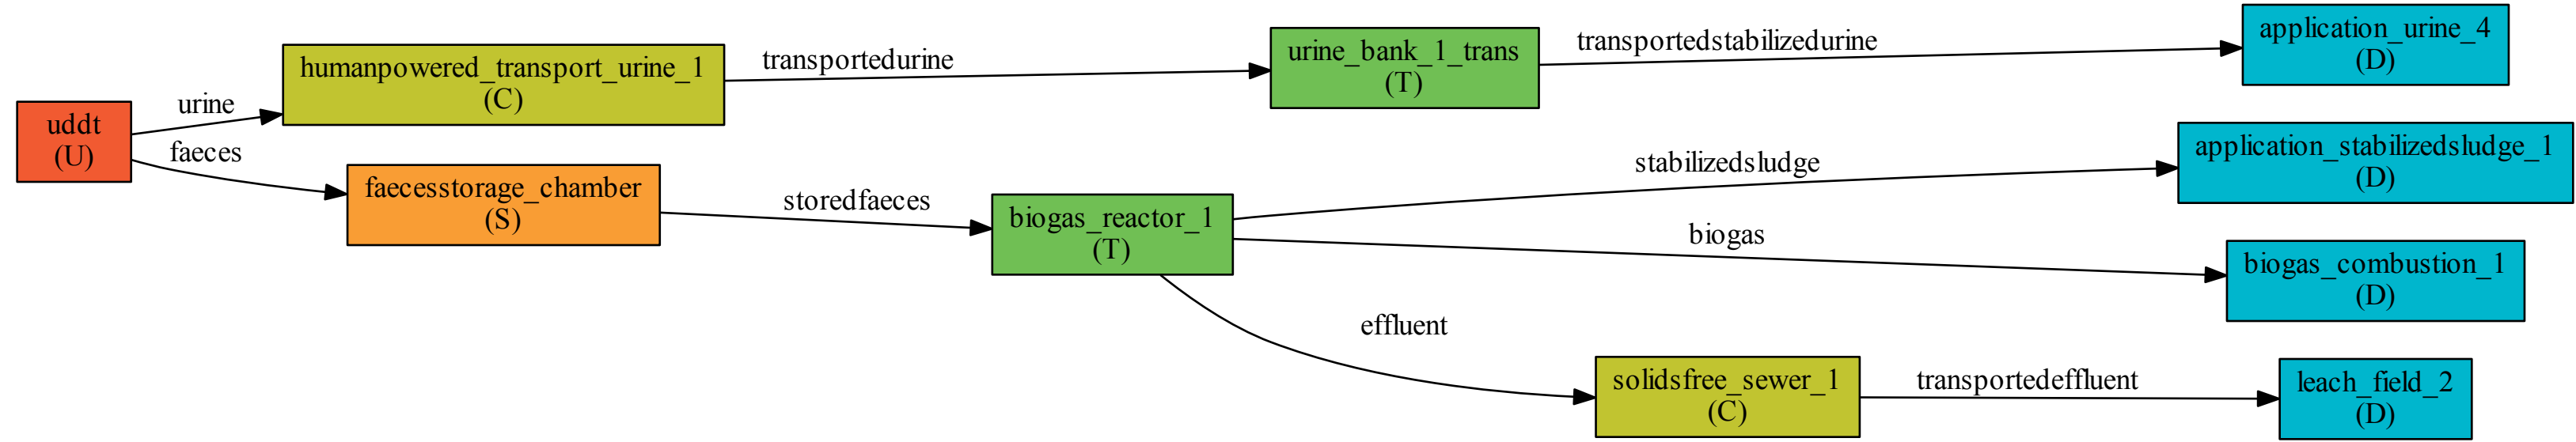 uddt
(U)
urine
faeces
humanpowered_transport_urine_1
(C)
transportedurine
urine_bank_1_trans
(T)
transportedstabilizedurine
application_urine_4
(D)
faecesstorage_chamber
(S)
storedfaeces
biogas_reactor_1
(T)
stabilizedsludge
application_stabilizedsludge_1
(D)
biogas
biogas_combustion_1
(D)
effluent
solidsfree_sewer_1
(C)
transportedeffluent
leach_field_2
(D)